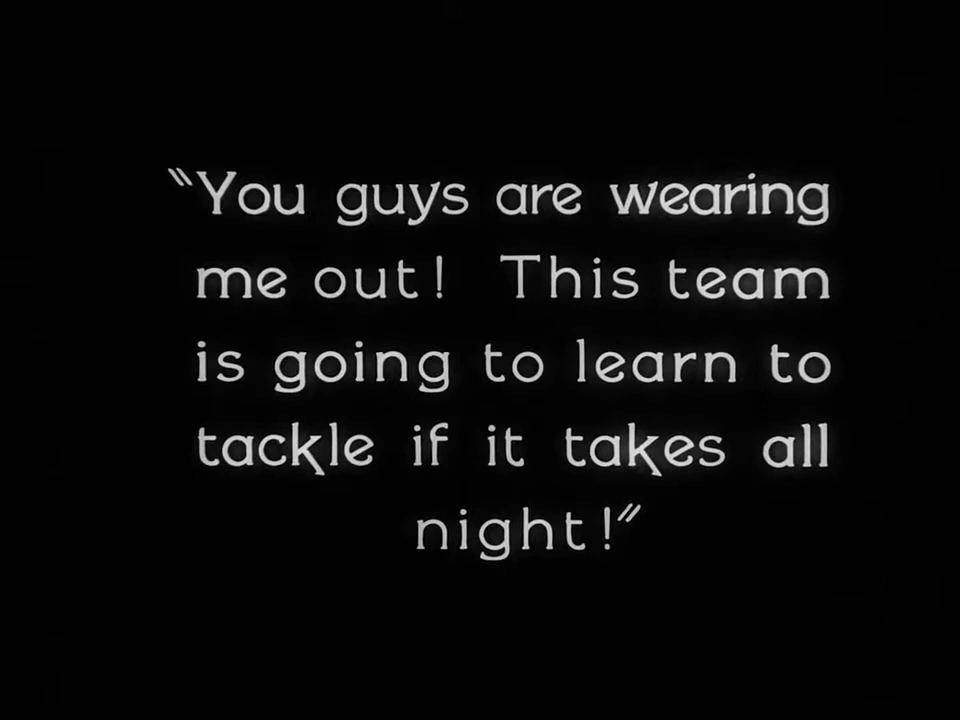 "You guys are wearing
me out! This team
is going to learn to
tackle if it takes all
night!"